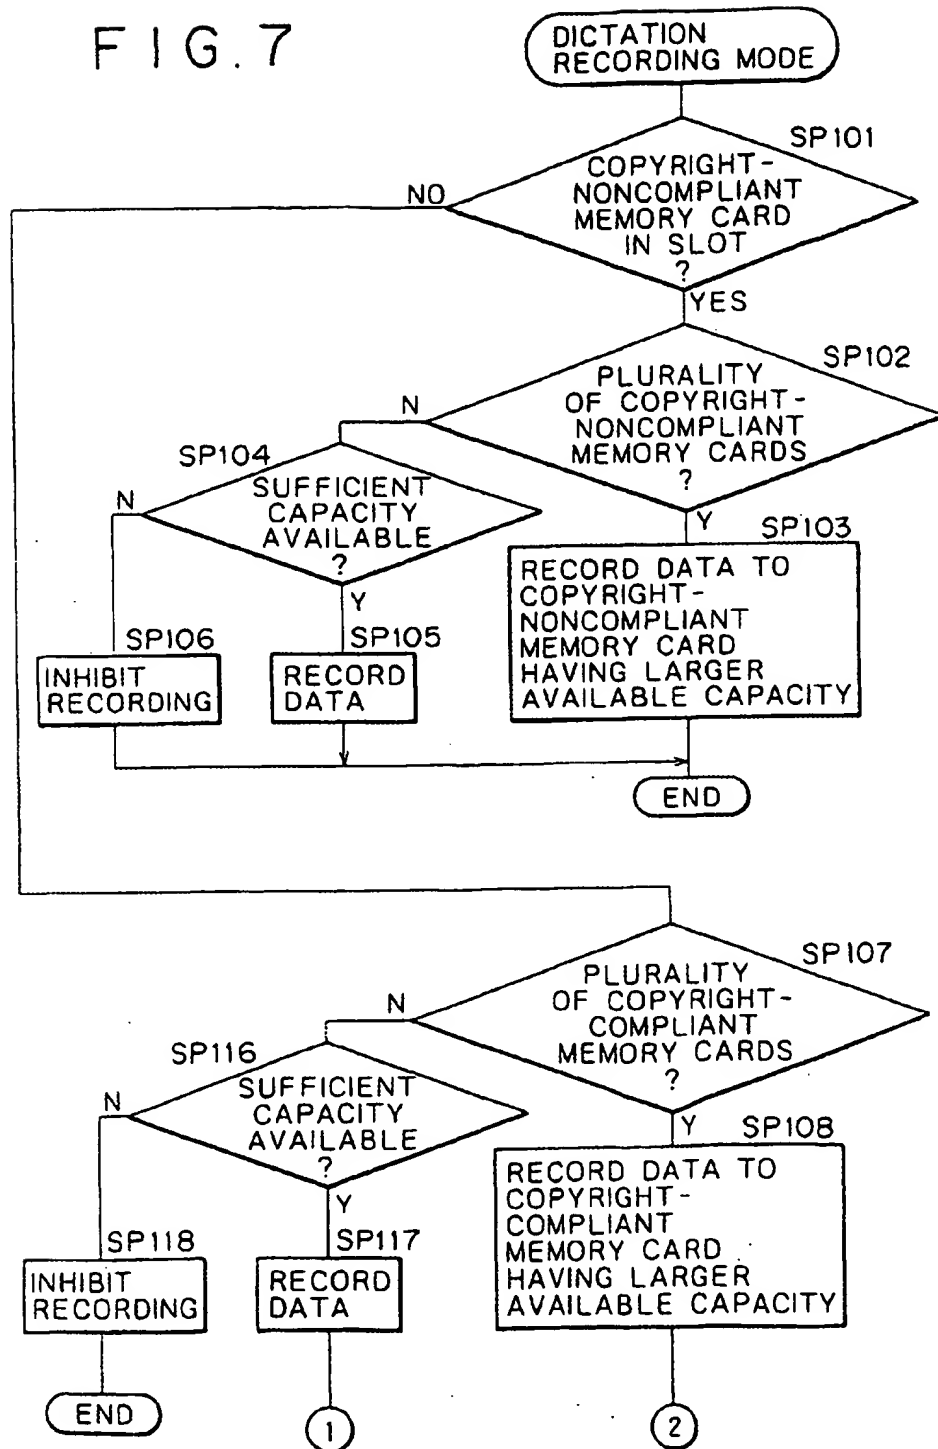 FIG.7
DICTATION
RECORDING MODE
SP101
COPYRIGHT-
NONCOMPLIANT
MEMORY CARD
IN SLOT
?
NO
YES
SP102
PLURALITY
OF COPYRIGHT-
NONCOMPLIANT
MEMORY CARDS
?
N
Y
SP104
SUFFICIENT
CAPACITY
AVAILABLE
?
N
Y
SP103
RECORD DATA TO
COPYRIGHT-
NONCOMPLIANT
MEMORY CARD
HAVING LARGER
AVAILABLE CAPACITY
SP106
INHIBIT
RECORDING
SP105
RECORD
DATA
END
SP107
PLURALITY
OF COPYRIGHT-
COMPLIANT
MEMORY CARDS
?
N
Y
SP116
SUFFICIENT
CAPACITY
AVAILABLE
?
N
Y
SP108
RECORD DATA TO
COPYRIGHT-
COMPLIANT
MEMORY CARD
HAVING LARGER
AVAILABLE CAPACITY
SP118
INHIBIT
RECORDING
SP117
RECORD
DATA
END
1
2